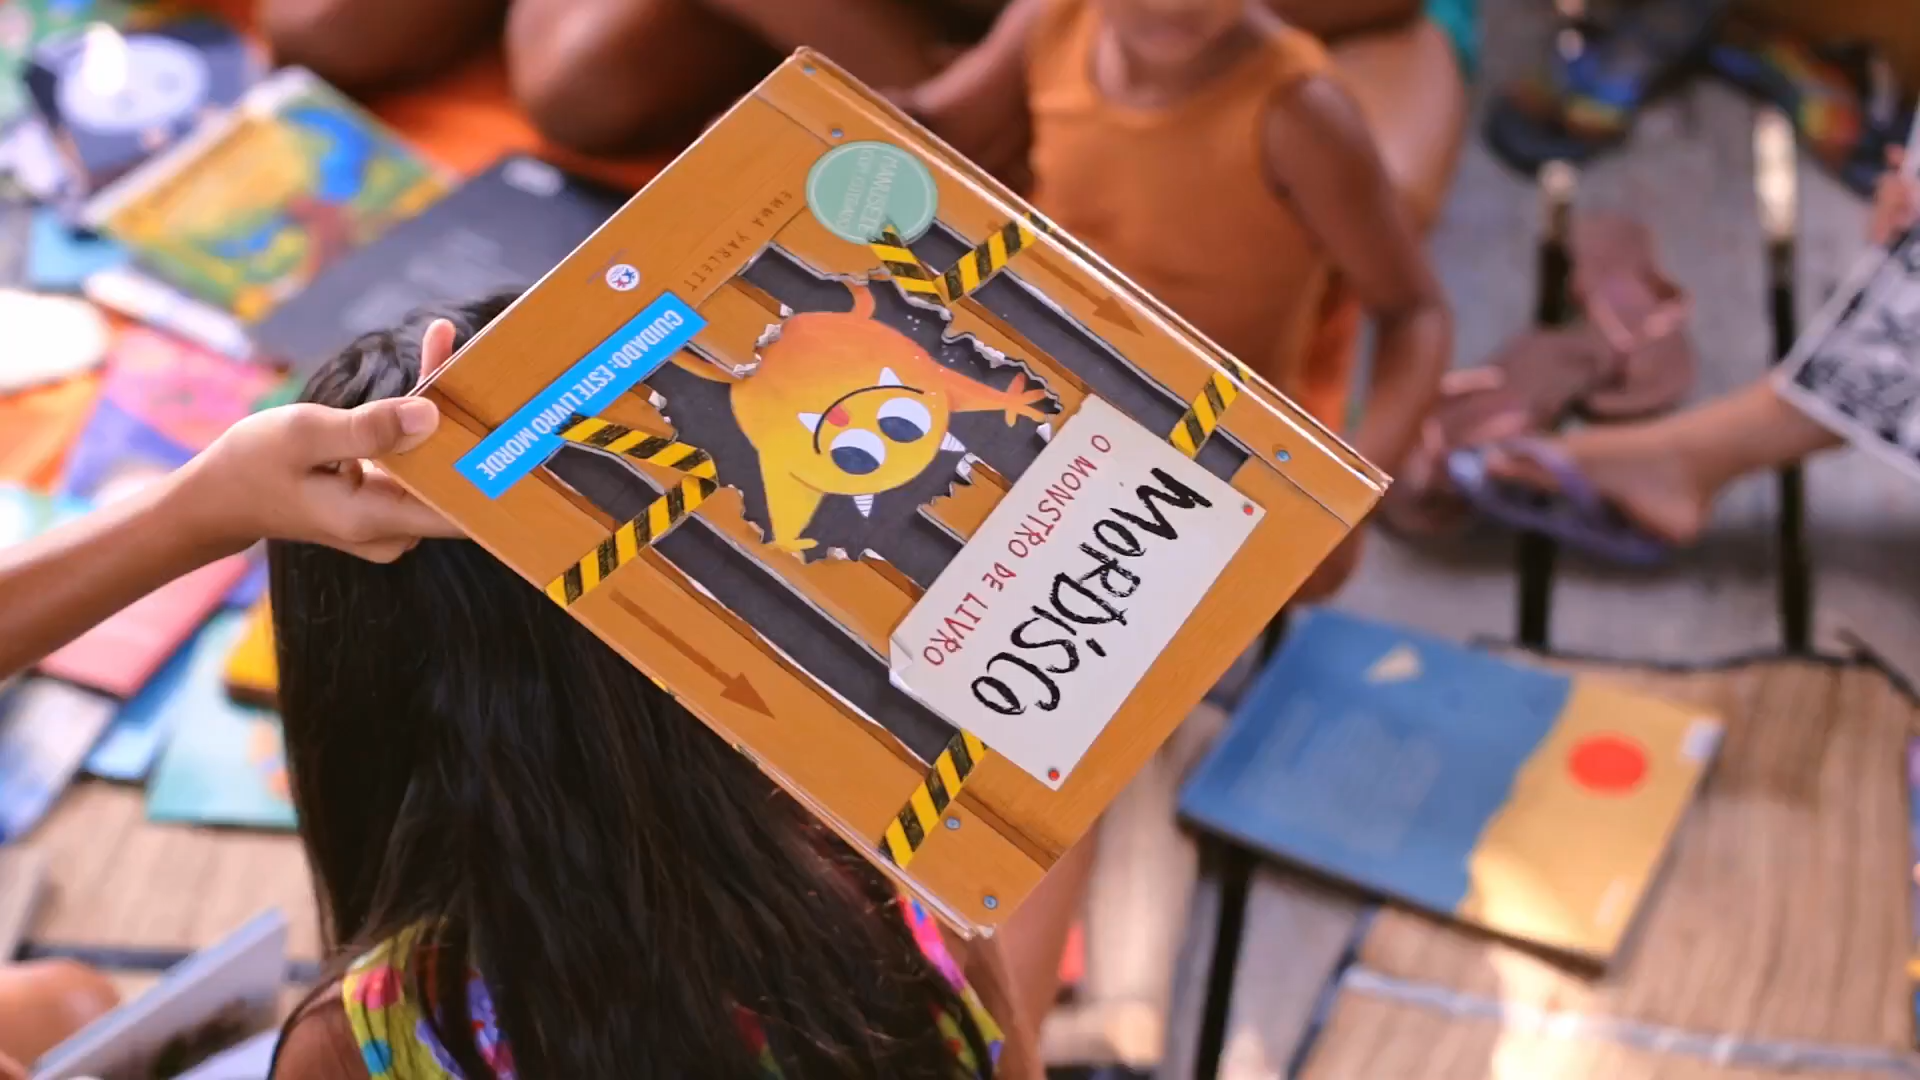 MORDISCO
O MONSTRO DE LIVRO
CUIDADO: ESTE LIVRO MORDE
EMMA YARLETT